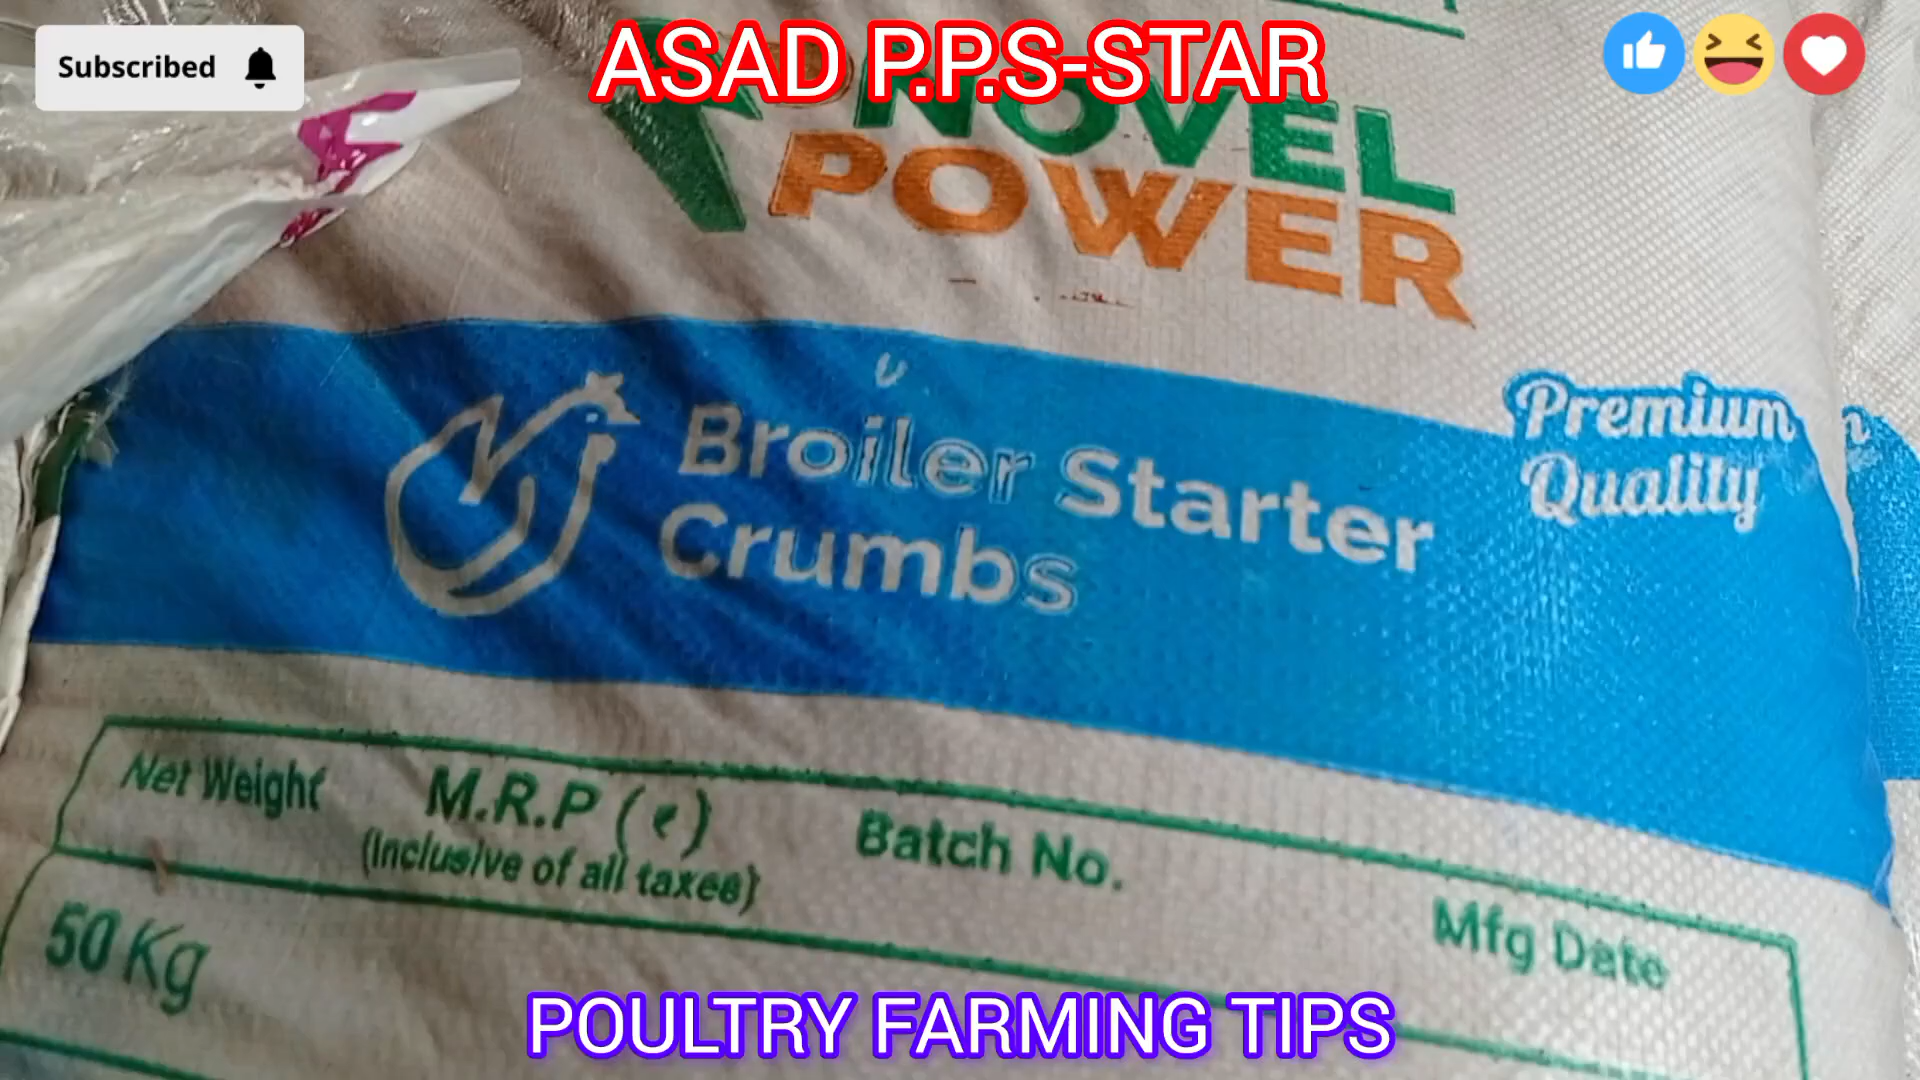 Subscribed
ASAD P.P.S-STAR
NOVEL
POWER
Broiler Starter
Crumbs
Premium
Quality
Net Weight
M.R.P (₹)
(Inclusive of all taxes)
Batch No.
Mfg Date
50 Kg
POULTRY FARMING TIPS